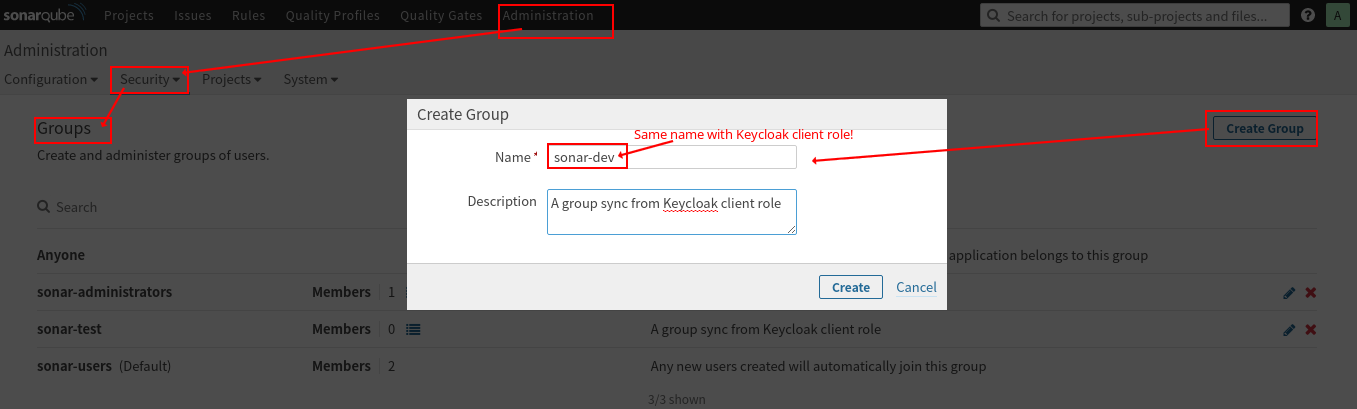 sonarqube Projects Issues Rules Quality Profiles Quality Gates Administration Search for projects, sub-projects and files... ? A
Administration
Configuration Security Projects System
Create Group
Groups
Create Group
Same name with Keycloak client role!
Create and administer groups of users.
Name * sonar-dev
Description A group sync from Keycloak client role
Search
Anyone application belongs to this group
sonar-administrators Members 1
Create Cancel
sonar-test Members 0 A group sync from Keycloak client role
sonar-users (Default) Members 2 Any new users created will automatically join this group
3/3 shown